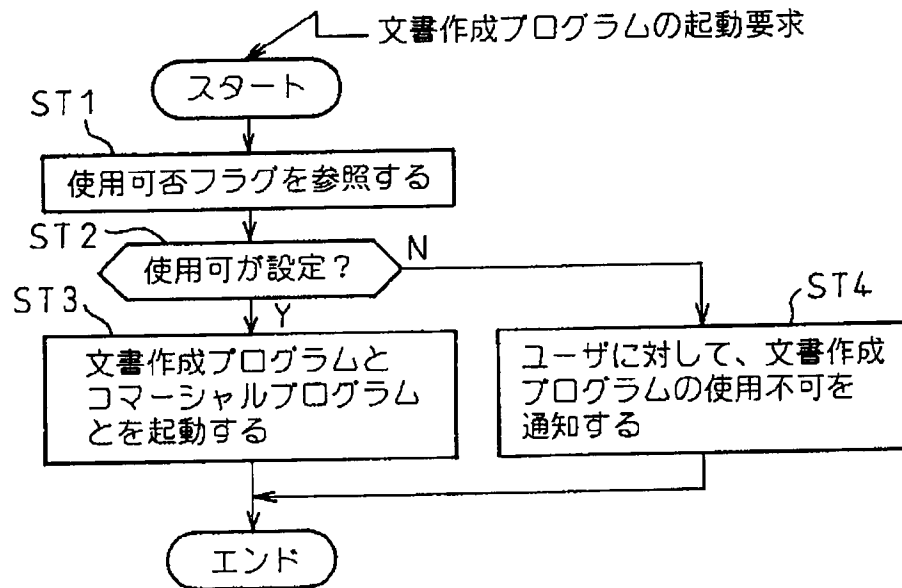 文書作成プログラムの起動要求
スタート
ST1
使用可否フラグを参照する
ST2
使用可が設定？
N
Y
ST3
文書作成プログラムと
コマーシャルプログラム
とを起動する
ST4
ユーザに対して、文書作成
プログラムの使用不可を
通知する
エンド